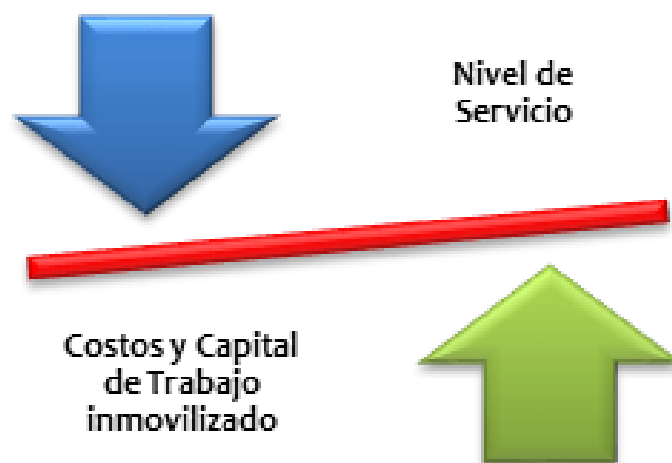 Nivel de
Servicio
Costos y Capital
de Trabajo
inmovilizado